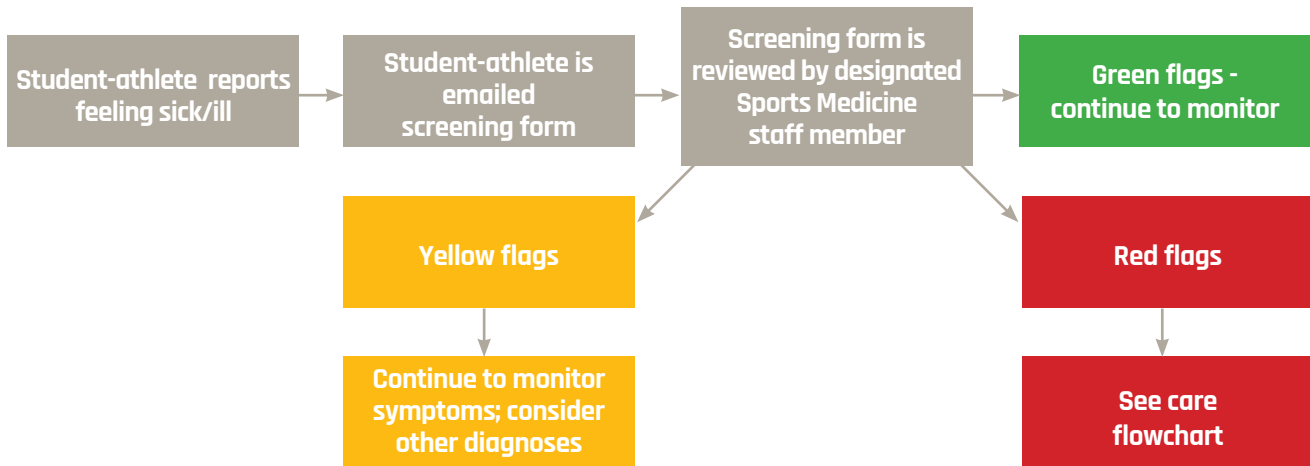 Student-athlete reports
feeling sick/ill
Student-athlete is
emailed
screening form
Screening form is
reviewed by designated
Sports Medicine
staff member
Green flags -
continue to monitor
Yellow flags
Red flags
Continue to monitor
symptoms; consider
other diagnoses
See care
flowchart